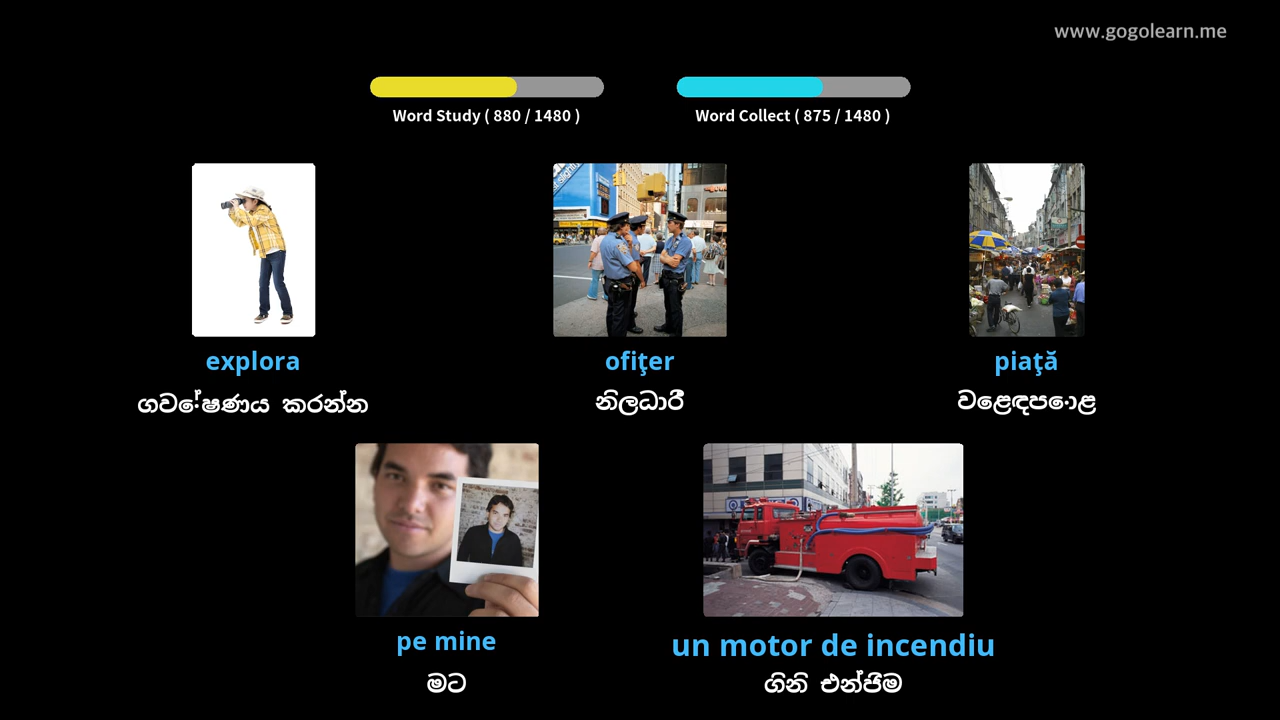 www.gogolearn.me
Word Study ( 880 / 1480 )
Word Collect ( 875 / 1480 )
explora
ofiţer
piaţă
ගවේෂණය කරන්න
නිලධාරී
වෙළඳපොළ
pe mine
un motor de incendiu
මට
ගිනි එන්ජිම